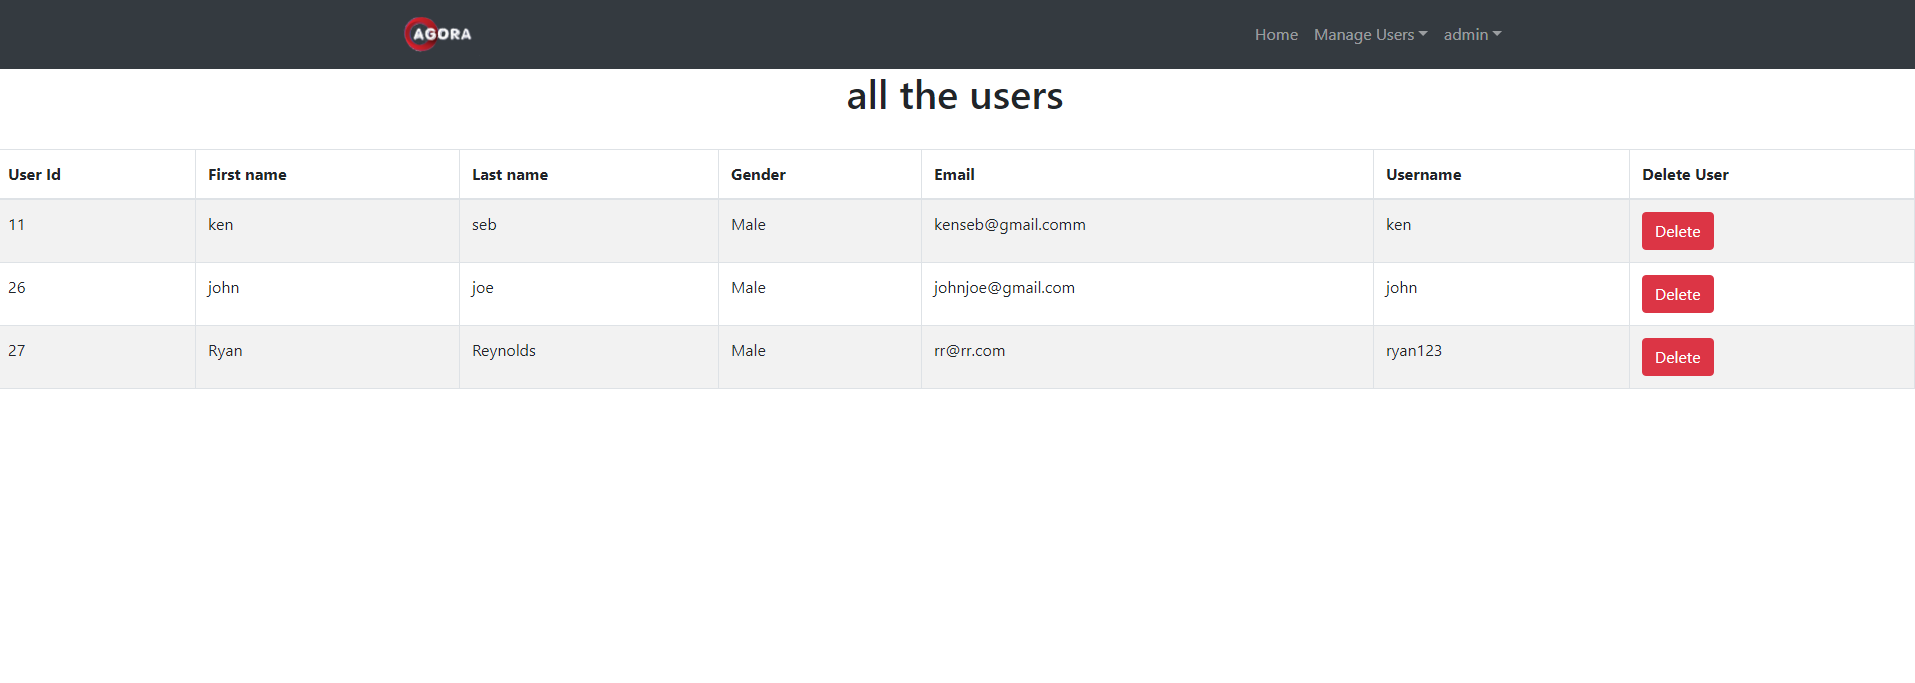 AGORA Home Manage Users admin
all the users
User Id First name Last name Gender Email Username Delete User
11 ken seb Male kenseb@gmail.comm ken Delete
26 john joe Male johnjoe@gmail.com john Delete
27 Ryan Reynolds Male rr@rr.com ryan123 Delete